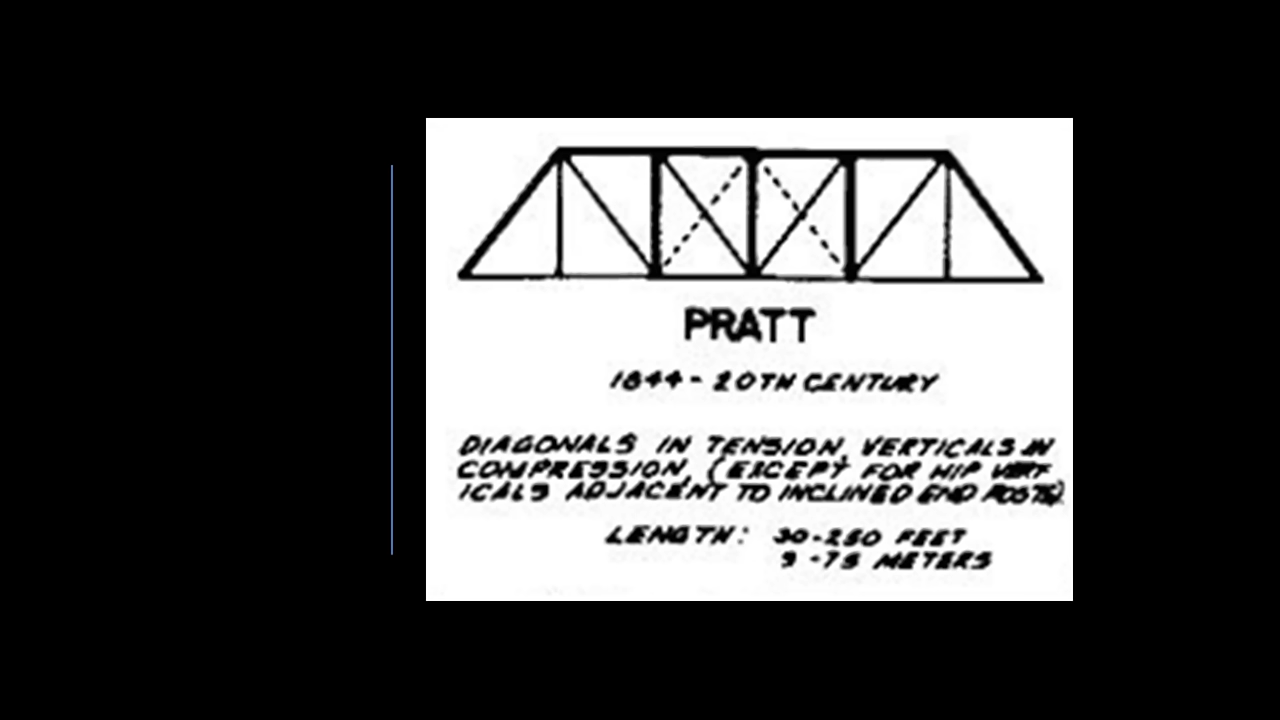 PRATT
1844 - 20TH CENTURY
DIAGONALS IN TENSION, VERTICALS IN
COMPRESSION, (EXCEPT FOR HIP VERT-
ICALS ADJACENT TO INCLINED END POSTS)
LENGTH: 30-250 FEET
9-75 METERS